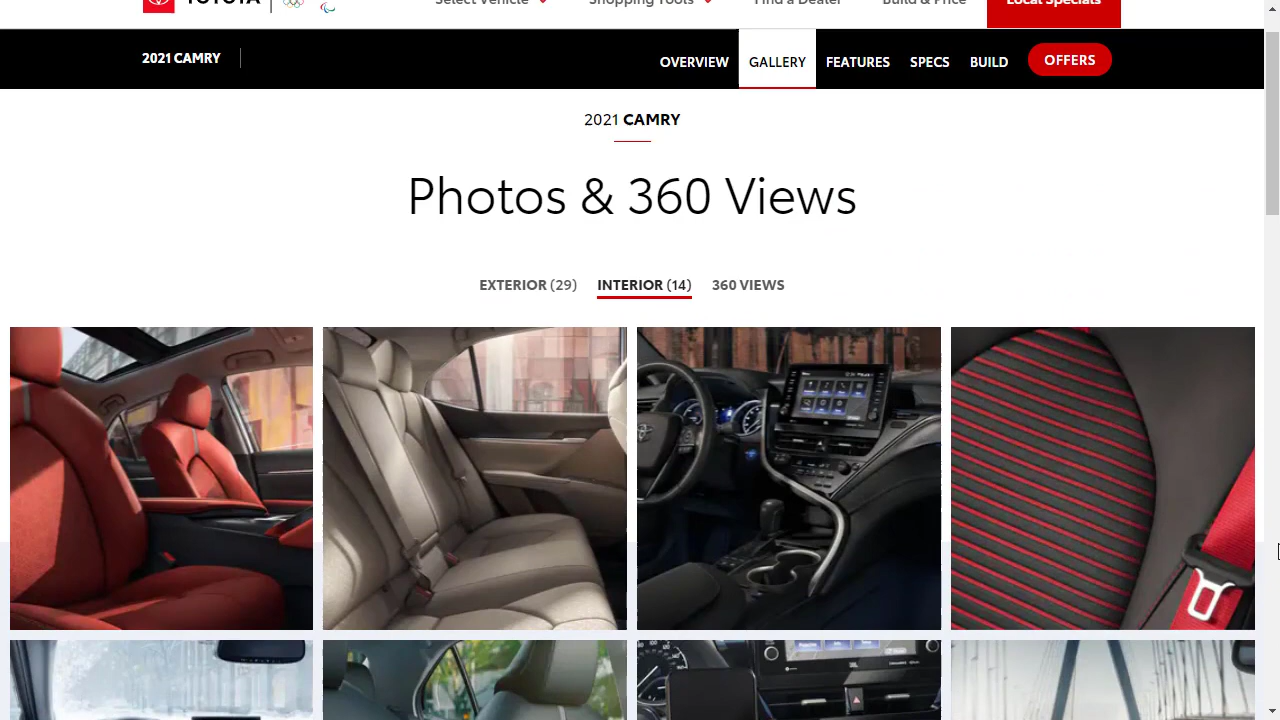 TOYOTA Select Vehicle Shopping Tools Find a Dealer Build & Price Local Specials
2021 CAMRY OVERVIEW GALLERY FEATURES SPECS BUILD OFFERS
2021 CAMRY
Photos & 360 Views
EXTERIOR (29) INTERIOR (14) 360 VIEWS